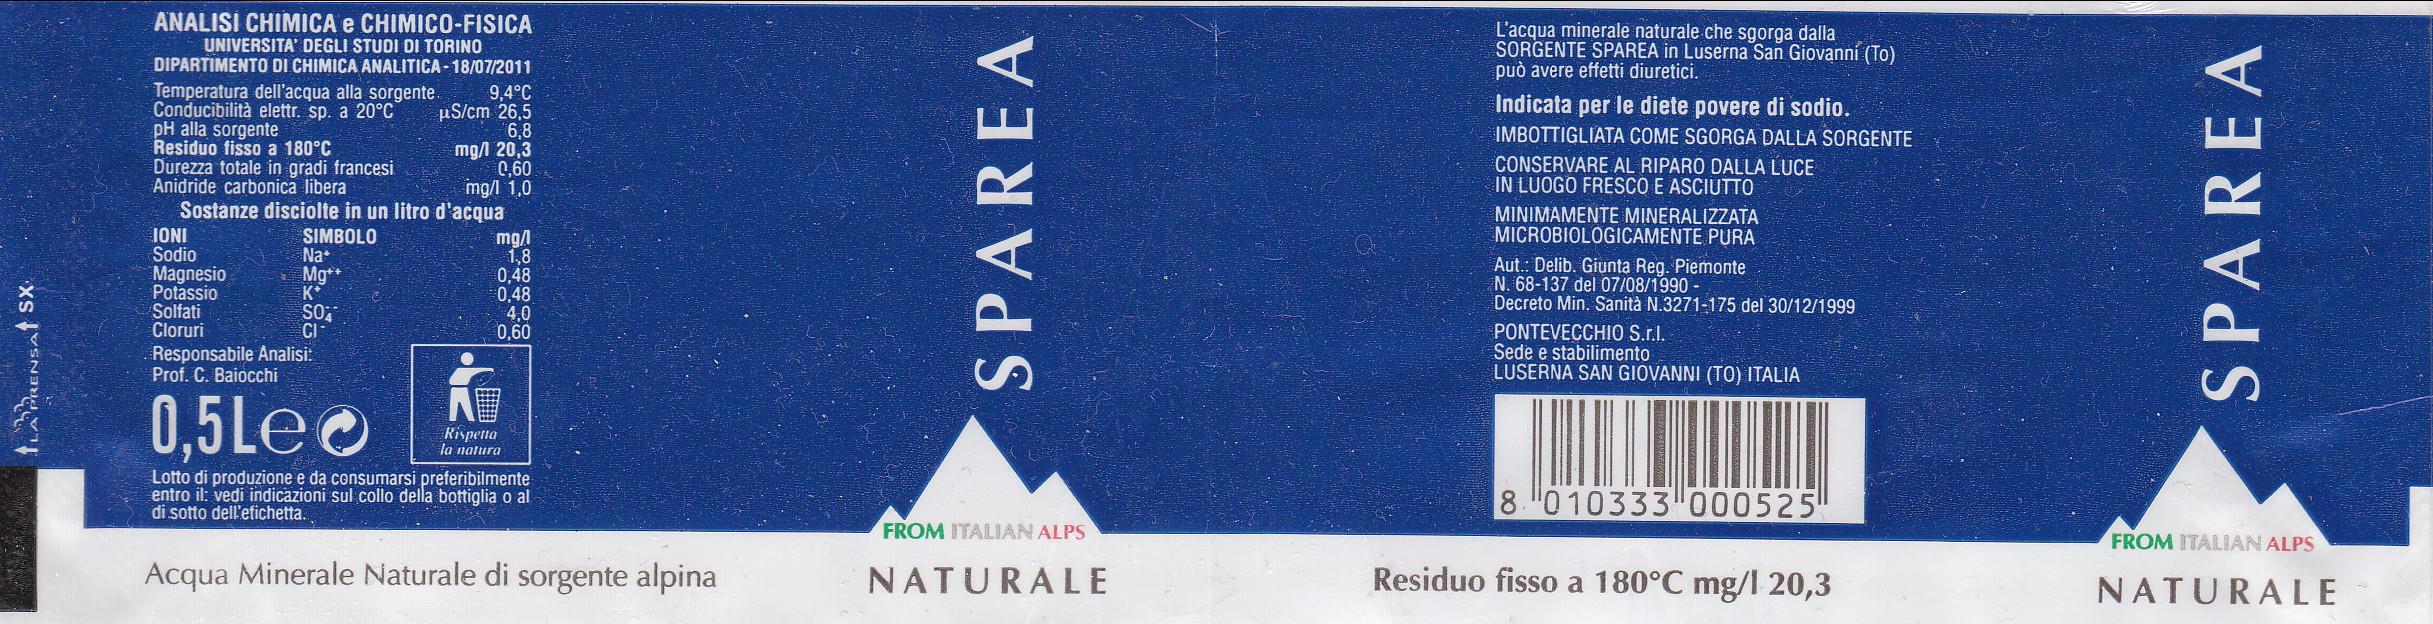 ANALISI CHIMICA e CHIMICO-FISICA
UNIVERSITA' DEGLI STUDI DI TORINO
DIPARTIMENTO DI CHIMICA ANALITICA - 18/07/2011
Temperatura dell'acqua alla sorgente. 9,4°C
Conducibilità elettr. sp. a 20°C µS/cm 26,5
pH alla sorgente 6,8
Residuo fisso a 180°C mg/l 20,3
Durezza totale in gradi francesi 0,60
Anidride carbonica libera mg/l 1,0
Sostanze disciolte in un litro d'acqua
IONI SIMBOLO mg/l
Sodio Na⁺ 1,8
Magnesio Mg⁺⁺ 0,48
Potassio K⁺ 0,48
Solfati SO₄⁻⁻ 4,0
Cloruri Cl⁻ 0,60
Responsabile Analisi:
Prof. C. Baiocchi
0,5 L e
Rispetta
la natura
Lotto di produzione e da consumarsi preferibilmente
entro il: vedi indicazioni sul collo della bottiglia o al
di sotto dell'etichetta.
LA PRENSA SX
Acqua Minerale Naturale di sorgente alpina
SPAREA
FROM ITALIAN ALPS
NATURALE
L'acqua minerale naturale che sgorga dalla
SORGENTE SPAREA in Luserna San Giovanni (To)
può avere effetti diuretici.
Indicata per le diete povere di sodio.
IMBOTTIGLIATA COME SGORGA DALLA SORGENTE
CONSERVARE AL RIPARO DALLA LUCE
IN LUOGO FRESCO E ASCIUTTO
MINIMAMENTE MINERALIZZATA
MICROBIOLOGICAMENTE PURA
Aut.: Delib. Giunta Reg. Piemonte
N. 68-137 del 07/08/1990 -
Decreto Min. Sanità N.3271-175 del 30/12/1999
PONTEVECCHIO S.r.l.
Sede e stabilimento
LUSERNA SAN GIOVANNI (TO) ITALIA
8 010333 000525
Residuo fisso a 180°C mg/l 20,3
SPAREA
FROM ITALIAN ALPS
NATURALE